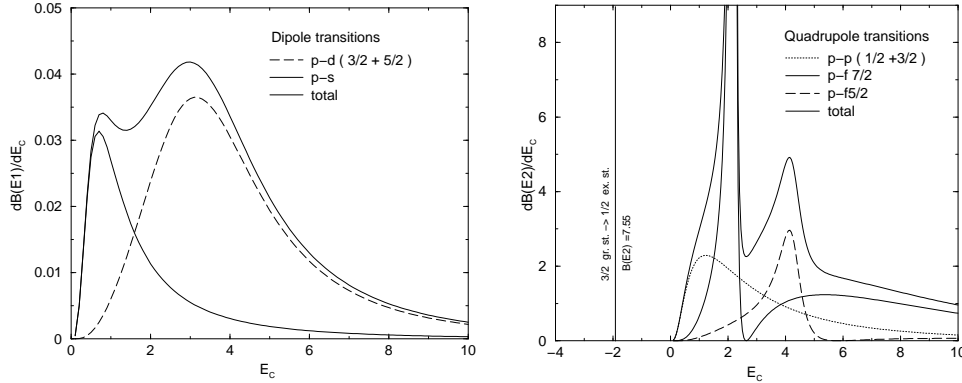 Dipole transitions
p−d ( 3/2 + 5/2 )
p−s
total
dB(E1)/dE_C
0.05
0.04
0.03
0.02
0.01
0
0 2 4 6 8 10
E_C
Quadrupole transitions
p−p ( 1/2 +3/2 )
p−f 7/2
p−f5/2
total
dB(E2)/dE_C
8
6
4
2
0
3/2 gr. st. −> 1/2 ex. st.
B(E2) =7.55
−4 −2 0 2 4 6 8 10
E_C